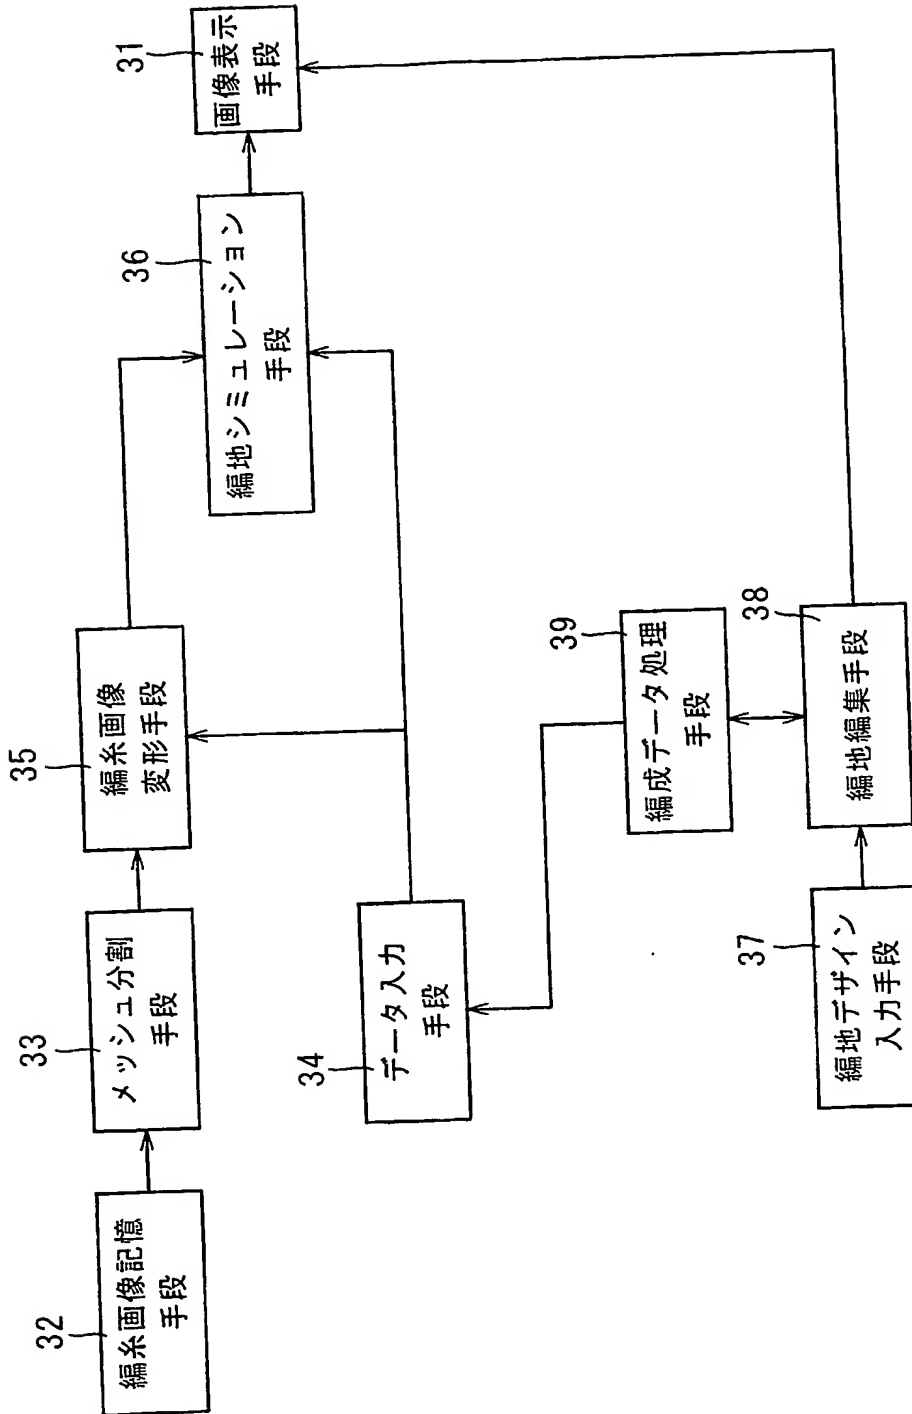 32
編糸画像記憶
手段
33
メッシュ分割
手段
35
編糸画像
変形手段
36
編地シミュレーション
手段
31
画像表示
手段
34
データ入力
手段
39
編成データ処理
手段
37
編地デザイン
入力手段
38
編地編集手段